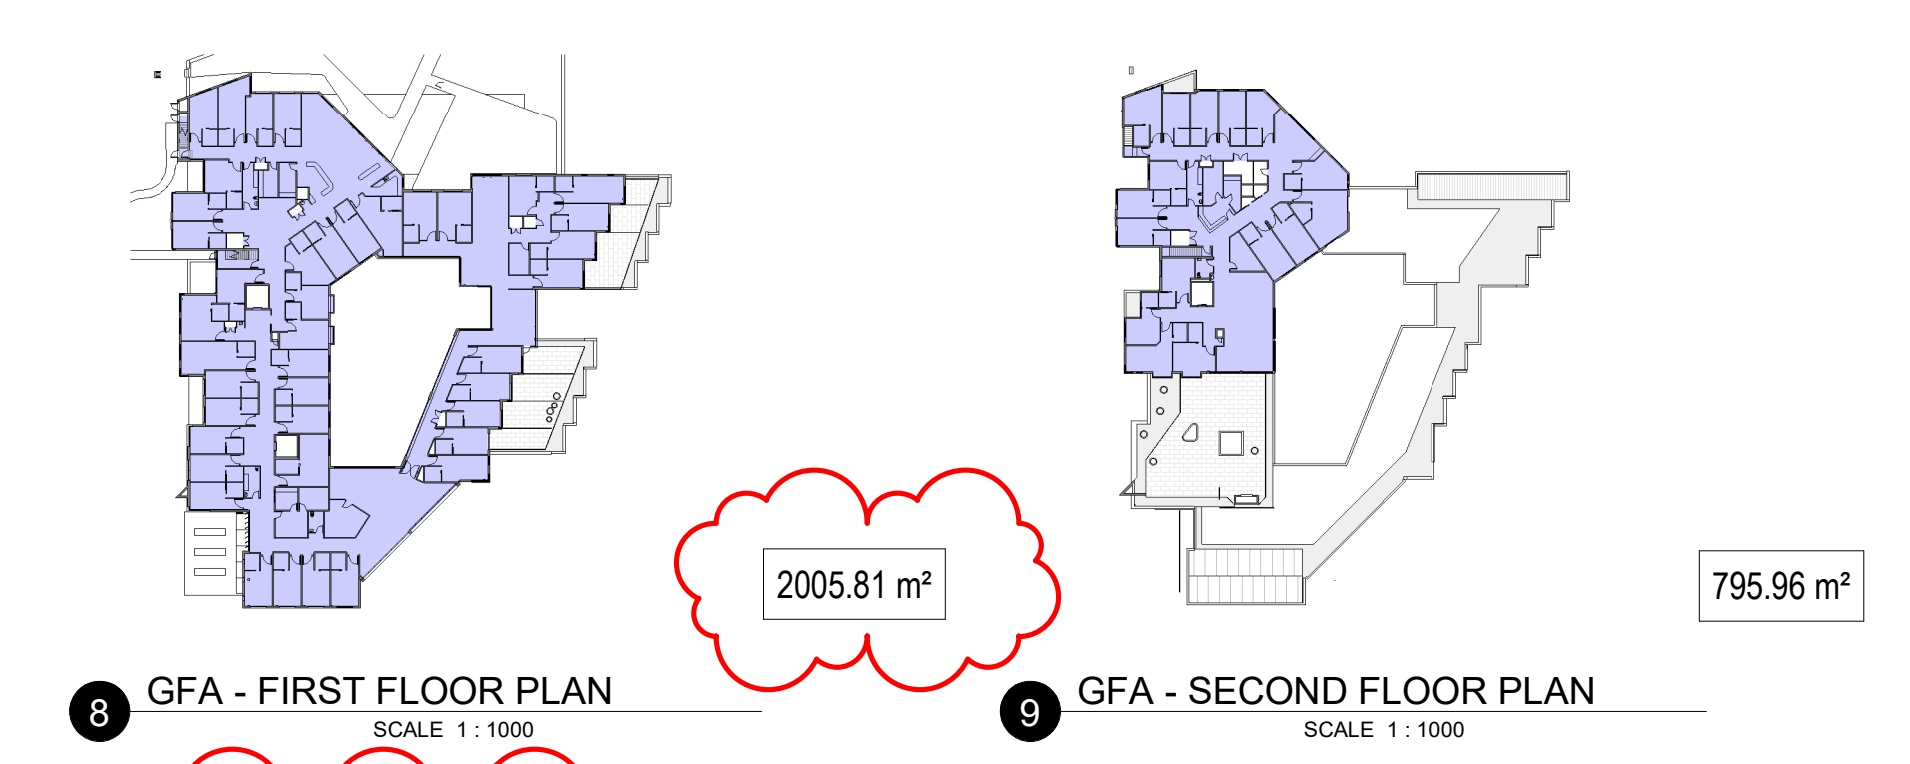 2005.81 m²
795.96 m²
8 GFA - FIRST FLOOR PLAN
SCALE 1 : 1000
9 GFA - SECOND FLOOR PLAN
SCALE 1 : 1000